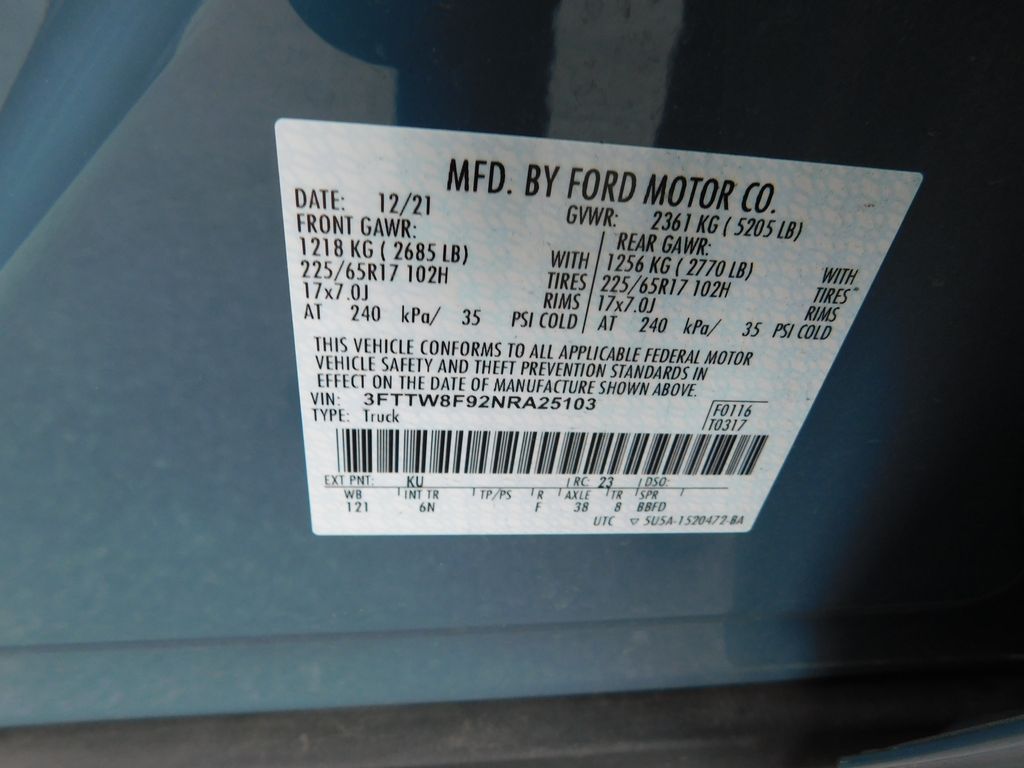 MFD. BY FORD MOTOR CO.
DATE: 12/21 GVWR: 2361 KG ( 5205 LB)
FRONT GAWR: REAR GAWR:
1218 KG ( 2685 LB) WITH 1256 KG ( 2770 LB) WITH
225/65R17 102H TIRES 225/65R17 102H TIRES
17x7.0J RIMS 17x7.0J RIMS
AT 240 kPa/ 35 PSI COLD AT 240 kPa/ 35 PSI COLD
THIS VEHICLE CONFORMS TO ALL APPLICABLE FEDERAL MOTOR
VEHICLE SAFETY AND THEFT PREVENTION STANDARDS IN
EFFECT ON THE DATE OF MANUFACTURE SHOWN ABOVE.
VIN: 3FTTW8F92NRA25103 F0116
TYPE: Truck T0317
EXT PNT: KU RC: 23 DSO:
WB INT TR TP/PS R AXLE TR SPR
121 6N F 38 8 BBFD
UTC ▽ 5U5A-1520472-BA